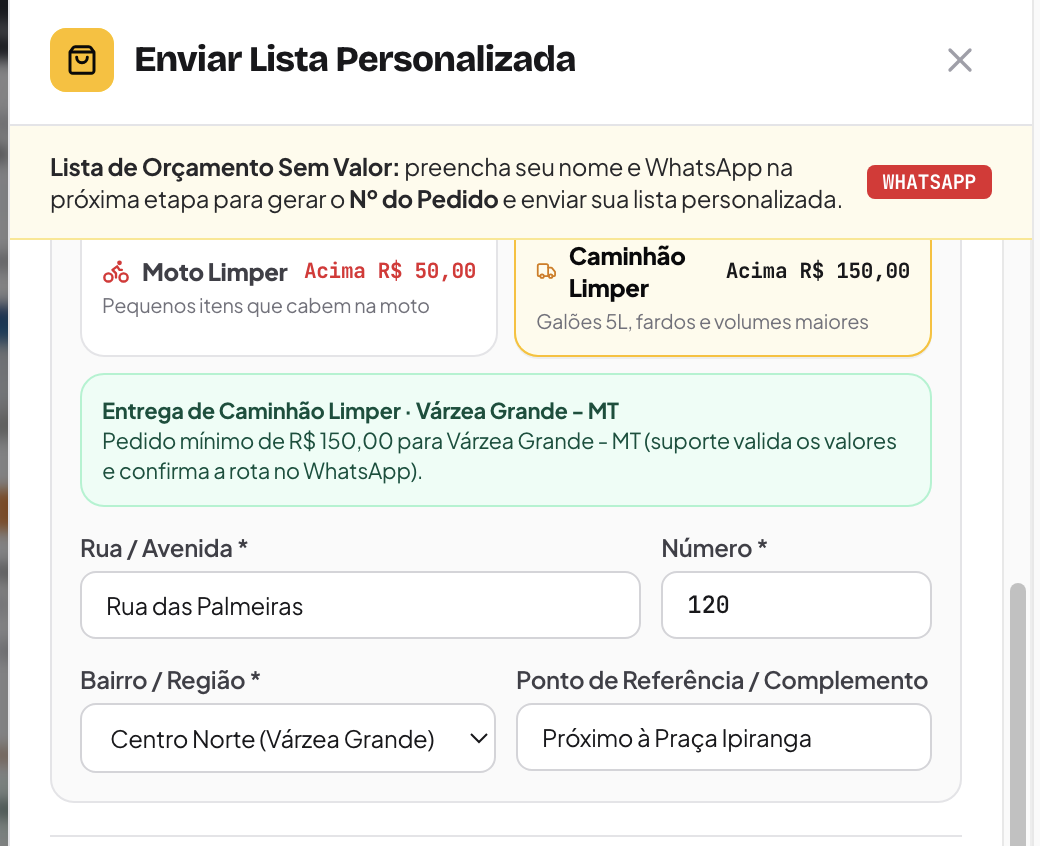 Enviar Lista Personalizada
Lista de Orçamento Sem Valor: preencha seu nome e WhatsApp na
próxima etapa para gerar o Nº do Pedido e enviar sua lista personalizada.
WHATSAPP
Moto Limper Acima R$ 50,00
Pequenos itens que cabem na moto
Caminhão
Limper
Acima R$ 150,00
Galões 5L, fardos e volumes maiores
Entrega de Caminhão Limper · Várzea Grande – MT
Pedido mínimo de R$ 150,00 para Várzea Grande - MT (suporte valida os valores
e confirma a rota no WhatsApp).
Rua / Avenida *
Número *
Rua das Palmeiras
120
Bairro / Região *
Ponto de Referência / Complemento
Centro Norte (Várzea Grande)
Próximo à Praça Ipiranga